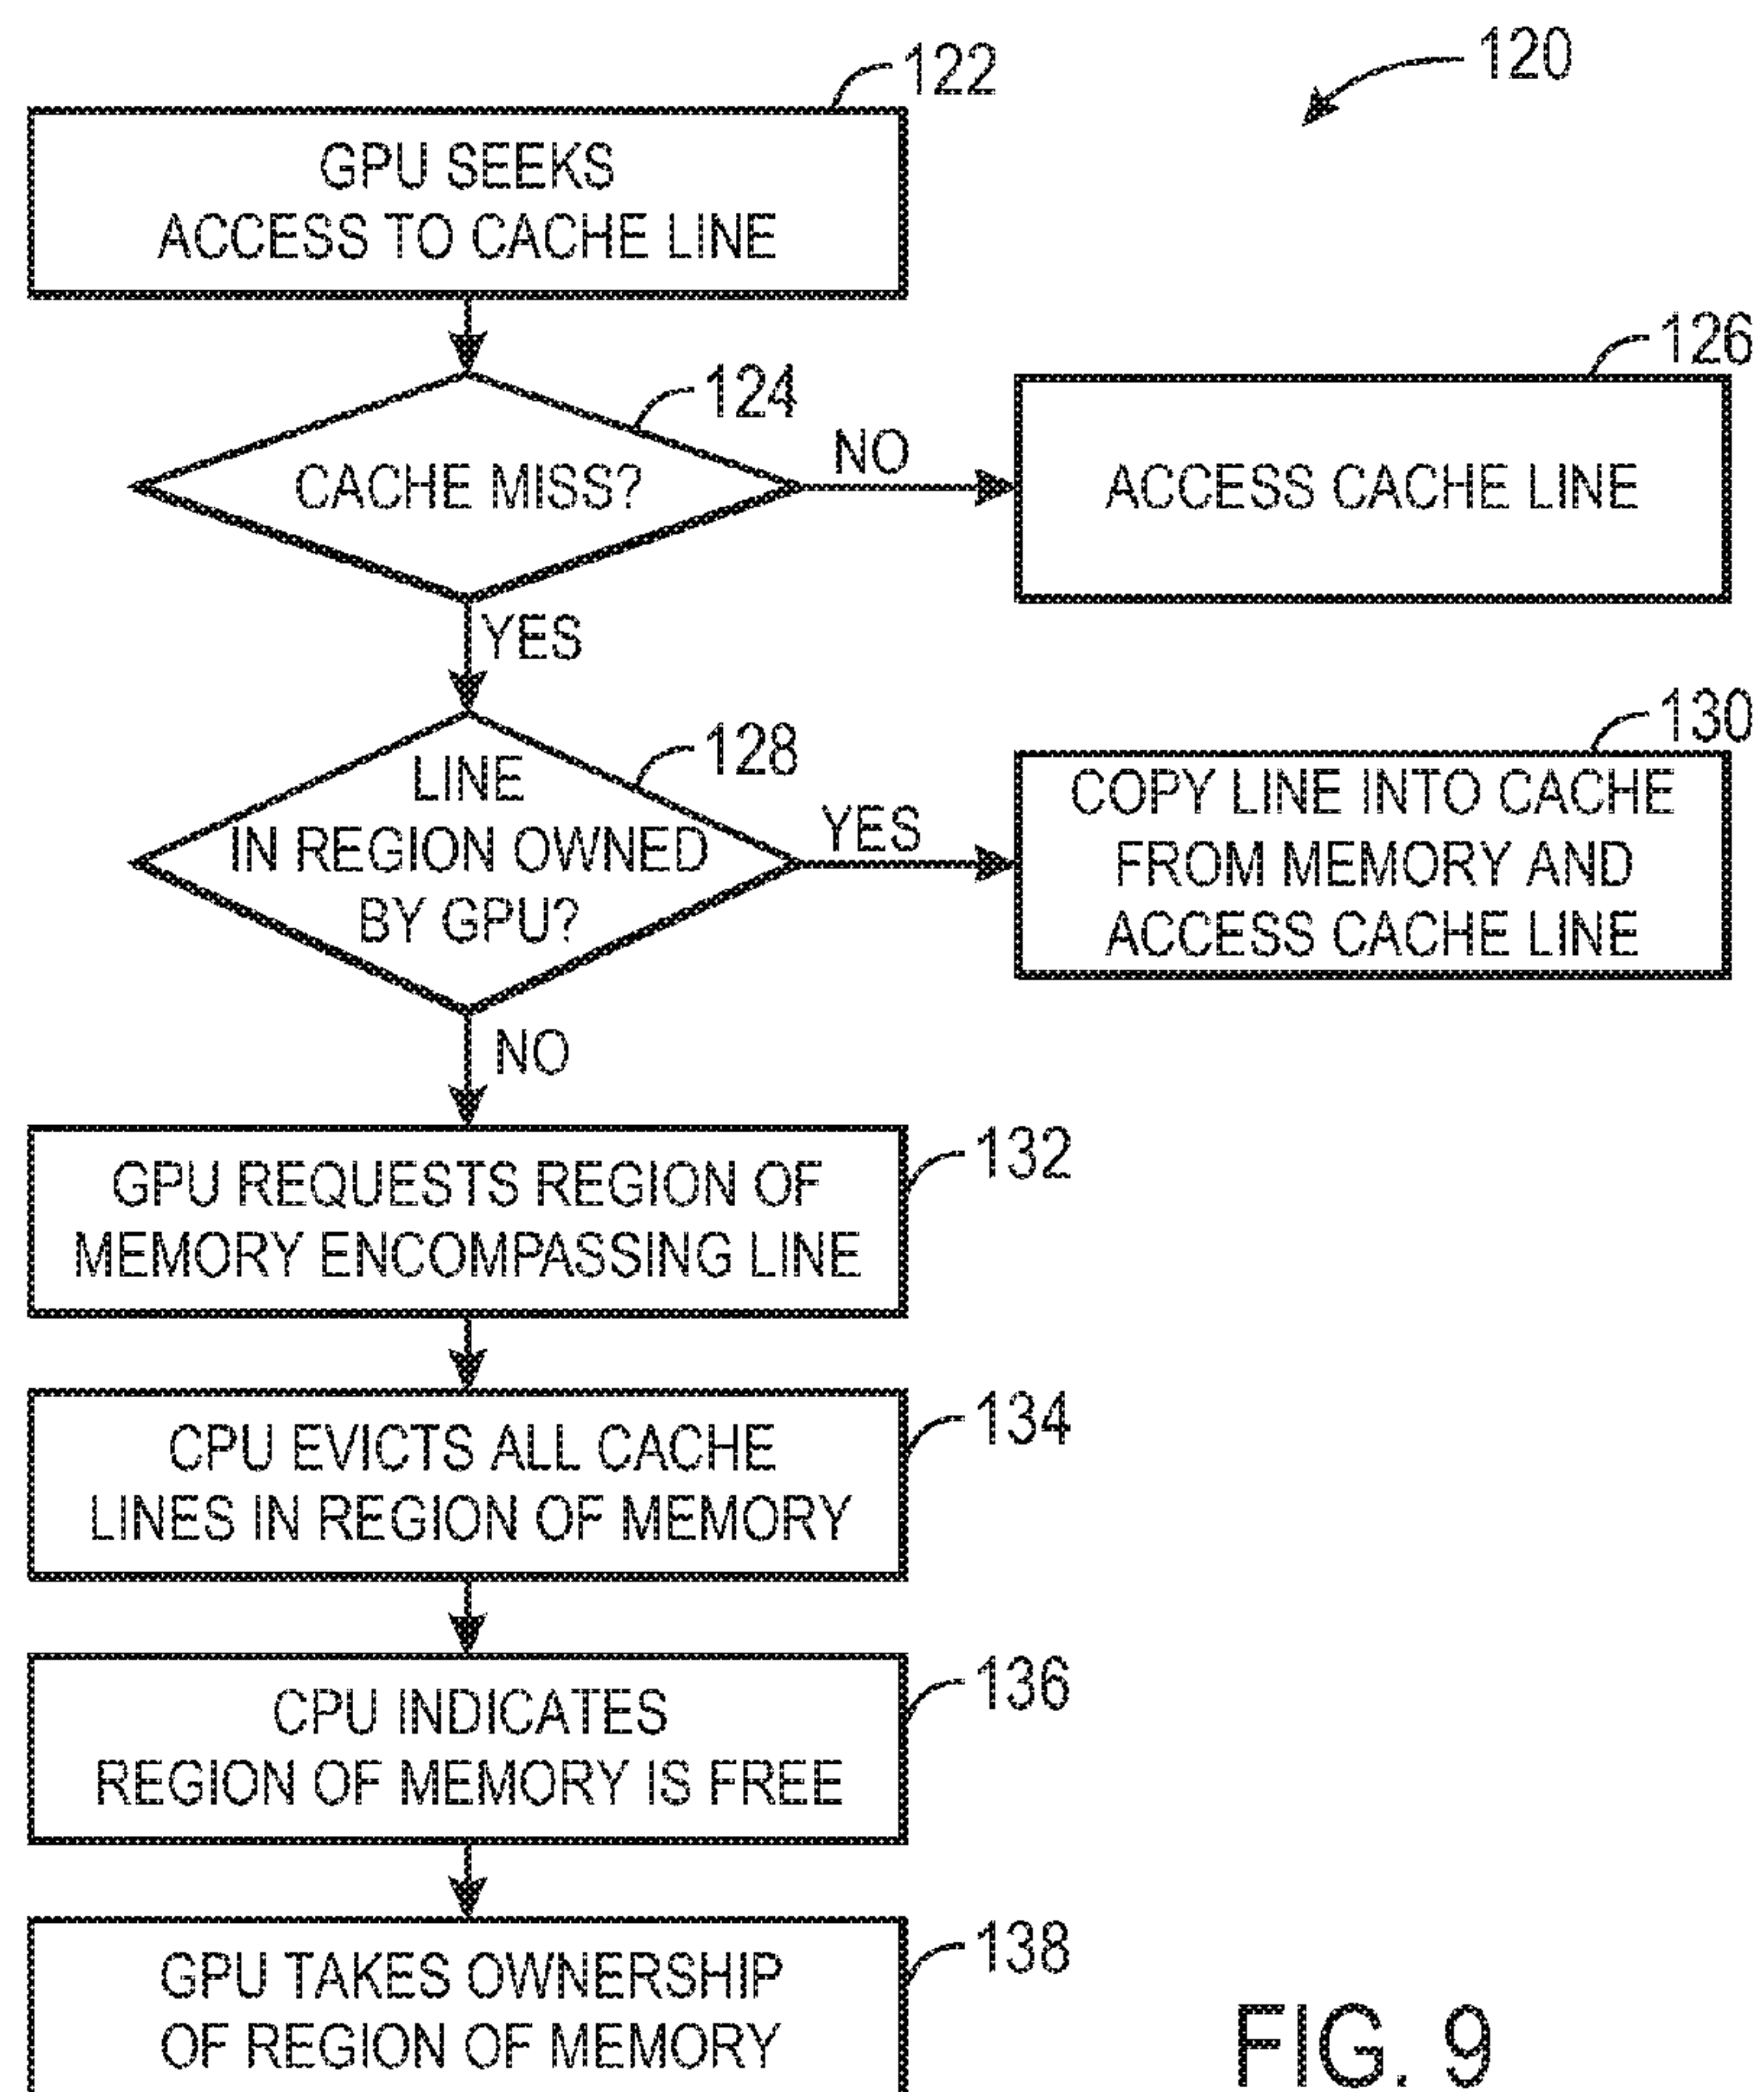 120
122
GPU SEEKS
ACCESS TO CACHE LINE
124
CACHE MISS?
NO
126
ACCESS CACHE LINE
YES
128
LINE
IN REGION OWNED
BY GPU?
YES
130
COPY LINE INTO CACHE
FROM MEMORY AND
ACCESS CACHE LINE
NO
132
GPU REQUESTS REGION OF
MEMORY ENCOMPASSING LINE
134
CPU EVICTS ALL CACHE
LINES IN REGION OF MEMORY
136
CPU INDICATES
REGION OF MEMORY IS FREE
138
GPU TAKES OWNERSHIP
OF REGION OF MEMORY
FIG. 9